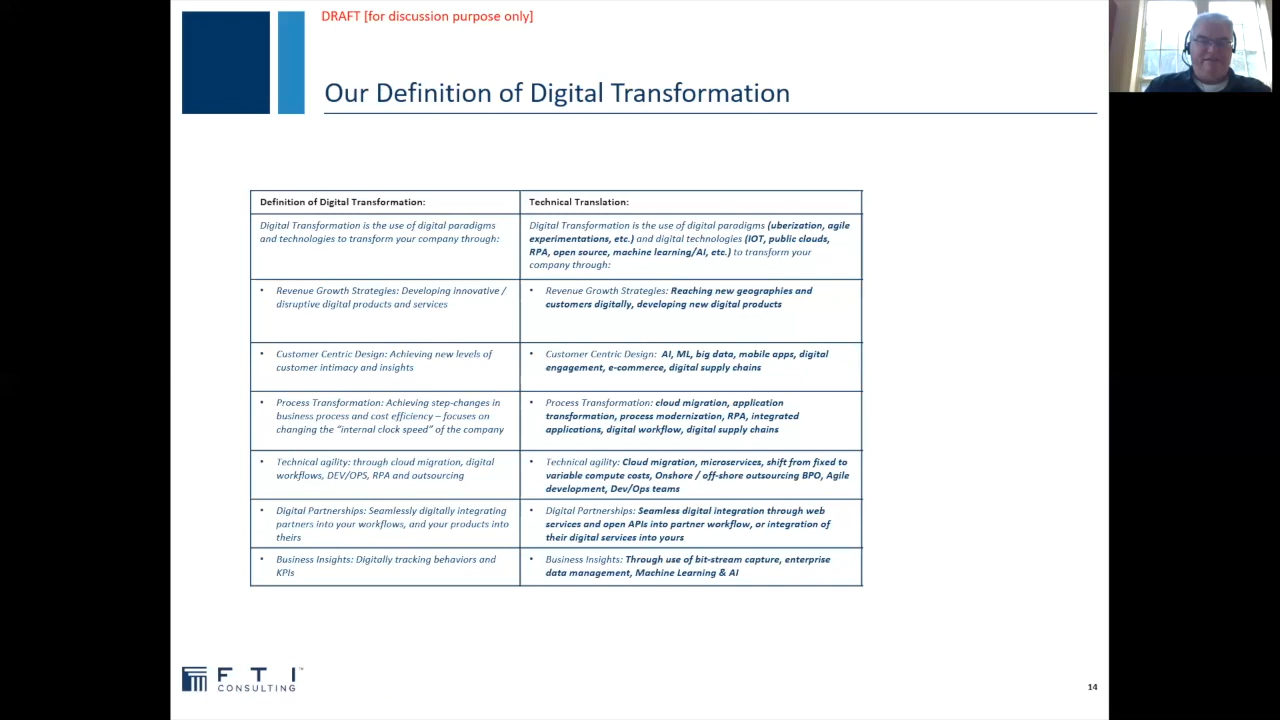 DRAFT [for discussion purpose only]
Our Definition of Digital Transformation
Definition of Digital Transformation:
Technical Translation:
Digital Transformation is the use of digital paradigms
and technologies to transform your company through:
Digital Transformation is the use of digital paradigms (uberization, agile
experimentations, etc.) and digital technologies (IOT, public clouds,
RPA, open source, machine learning/AI, etc.) to transform your
company through:
• Revenue Growth Strategies: Developing innovative /
disruptive digital products and services
• Revenue Growth Strategies: Reaching new geographies and
customers digitally, developing new digital products
• Customer Centric Design: Achieving new levels of
customer intimacy and insights
• Customer Centric Design: AI, ML, big data, mobile apps, digital
engagement, e-commerce, digital supply chains
• Process Transformation: Achieving step-changes in
business process and cost efficiency – focuses on
changing the “internal clock speed” of the company
• Process Transformation: cloud migration, application
transformation, process modernization, RPA, integrated
applications, digital workflow, digital supply chains
• Technical agility: through cloud migration, digital
workflows, DEV/OPS, RPA and outsourcing
• Technical agility: Cloud migration, microservices, shift from fixed to
variable compute costs, Onshore / off-shore outsourcing BPO, Agile
development, Dev/Ops teams
• Digital Partnerships: Seamlessly digitally integrating
partners into your workflows, and your products into
theirs
• Digital Partnerships: Seamless digital integration through web
services and open APIs into partner workflow, or integration of
their digital services into yours
• Business Insights: Digitally tracking behaviors and
KPIs
• Business Insights: Through use of bit-stream capture, enterprise
data management, Machine Learning & AI
FTI™
CONSULTING
14